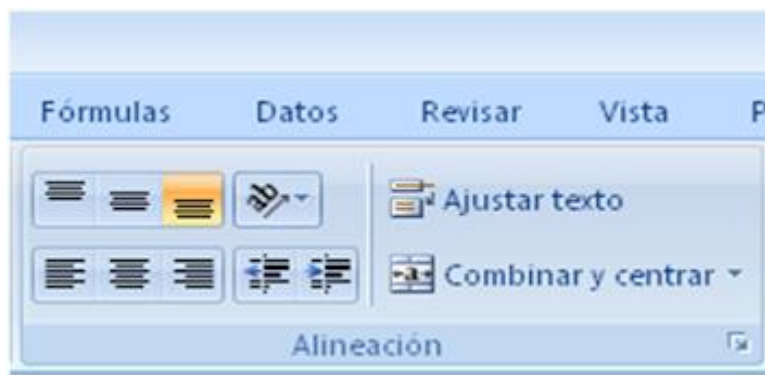 Fórmulas Datos Revisar Vista P
Ajustar texto
Combinar y centrar
Alineación